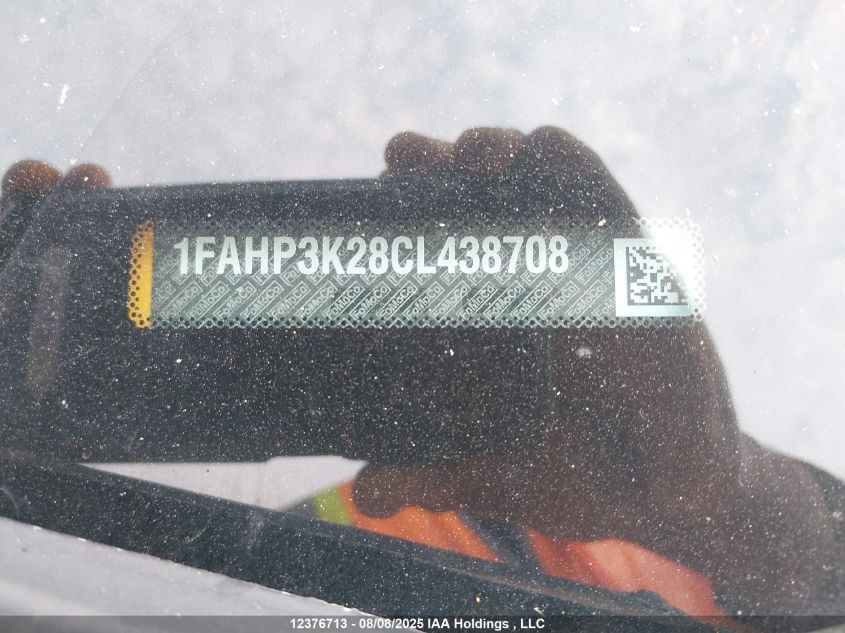 1FAHP3K28CL438708
12376713 - 08/08/2025 IAA Holdings , LLC